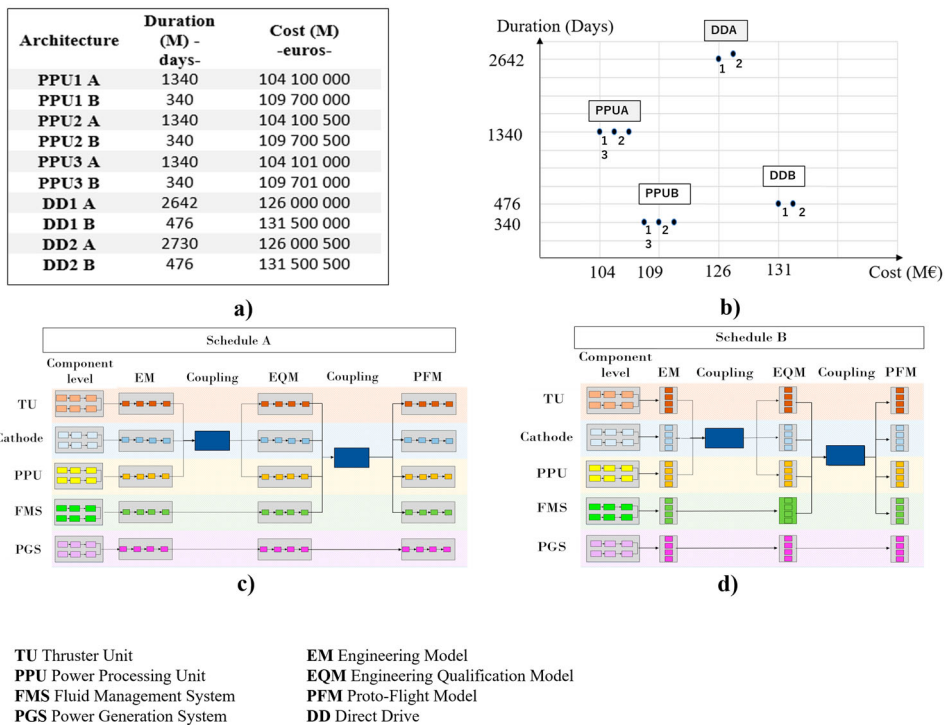 Architecture Duration (M) - days- Cost (M) -euros-
PPU1 A 1340 104 100 000
PPU1 B 340 109 700 000
PPU2 A 1340 104 100 500
PPU2 B 340 109 700 500
PPU3 A 1340 104 101 000
PPU3 B 340 109 701 000
DD1 A 2642 126 000 000
DD1 B 476 131 500 000
DD2 A 2730 126 000 500
DD2 B 476 131 500 500
a)
Duration (Days)
DDA
2642
1 2
PPUA
1340
1 2
3
DDB
PPUB
476
1 2
340
1 2
3
104 109 126 131 Cost (M€)
b)
Schedule A
Component level EM Coupling EQM Coupling PFM
TU
Cathode
PPU
FMS
PGS
c)
Schedule B
Component level EM Coupling EQM Coupling PFM
TU
Cathode
PPU
FMS
PGS
d)
TU Thruster Unit
PPU Power Processing Unit
FMS Fluid Management System
PGS Power Generation System
EM Engineering Model
EQM Engineering Qualification Model
PFM Proto-Flight Model
DD Direct Drive